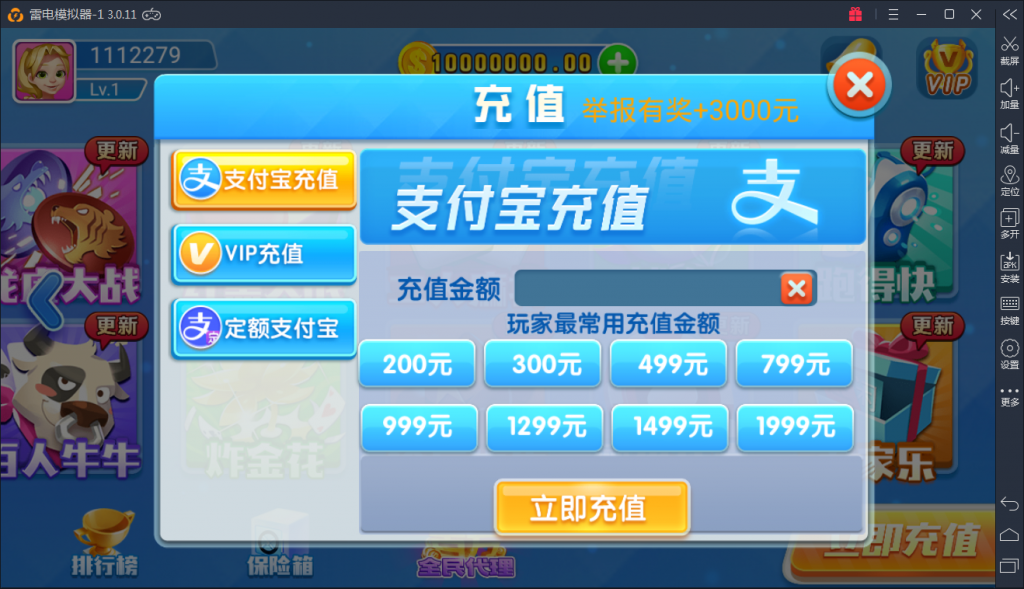 雷电模拟器-1 3.0.11
1112279
Lv.1
10000000.00
VIP
充值
举报有奖+3000元
支付宝充值
VIP充值
定额支付宝
支付宝充值
支付宝充值
充值金额
玩家最常用充值金额
200元
300元
499元
799元
999元
1299元
1499元
1999元
立即充值
更新
更新
更新
更新
龙虎大战
跑得快
百人牛牛
炸金花
家乐
排行榜
保险箱
全民代理
立即充值
截屏
加量
减量
定位
多开
APK
安装
按键
设置
更多